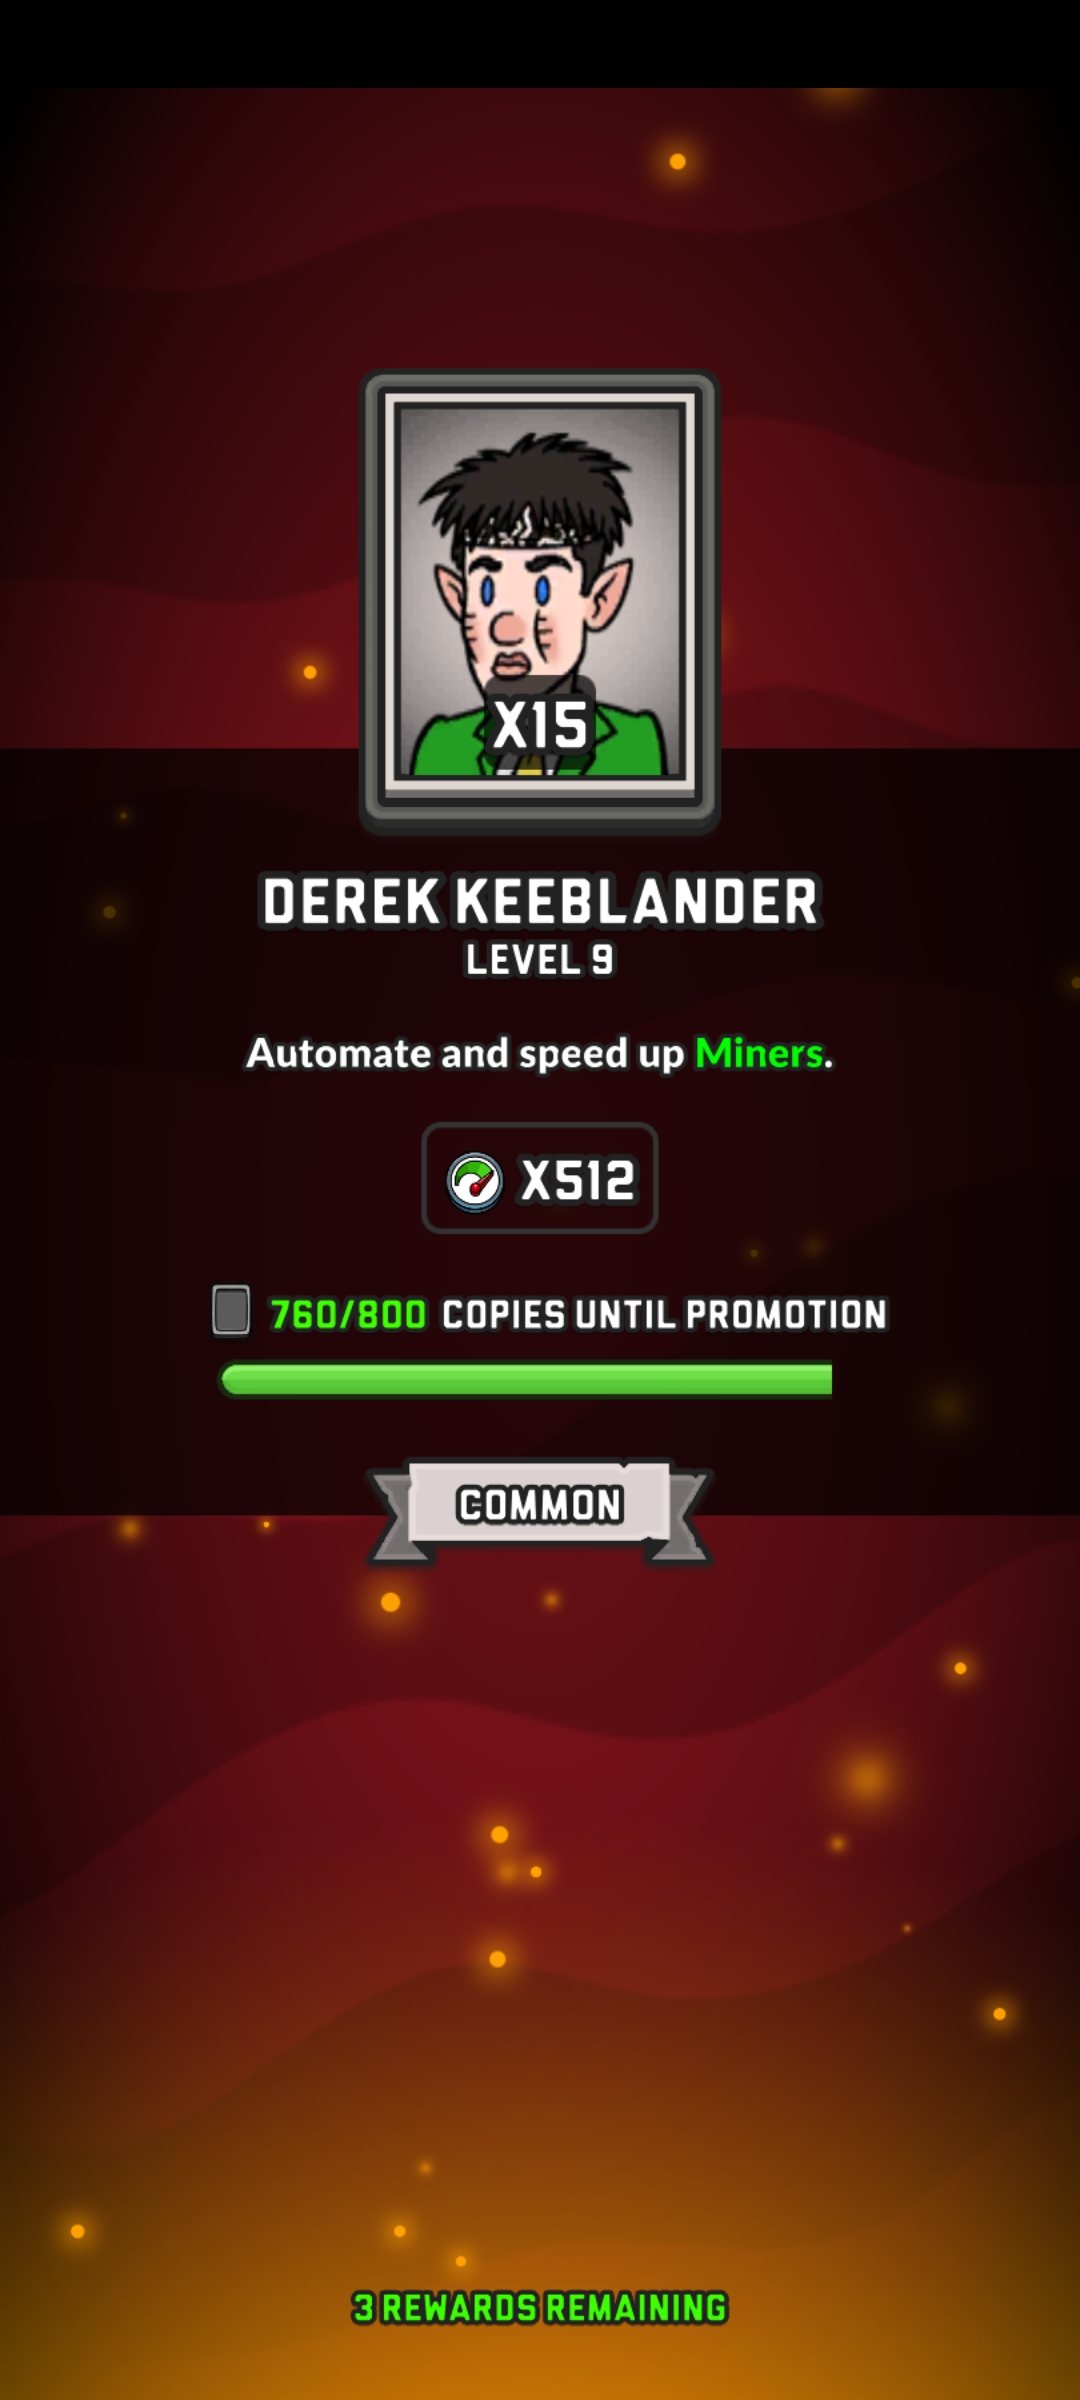 X15
DEREK KEEBLANDER
LEVEL 9
Automate and speed up Miners.
X512
760/800 COPIES UNTIL PROMOTION
COMMON
3 REWARDS REMAINING